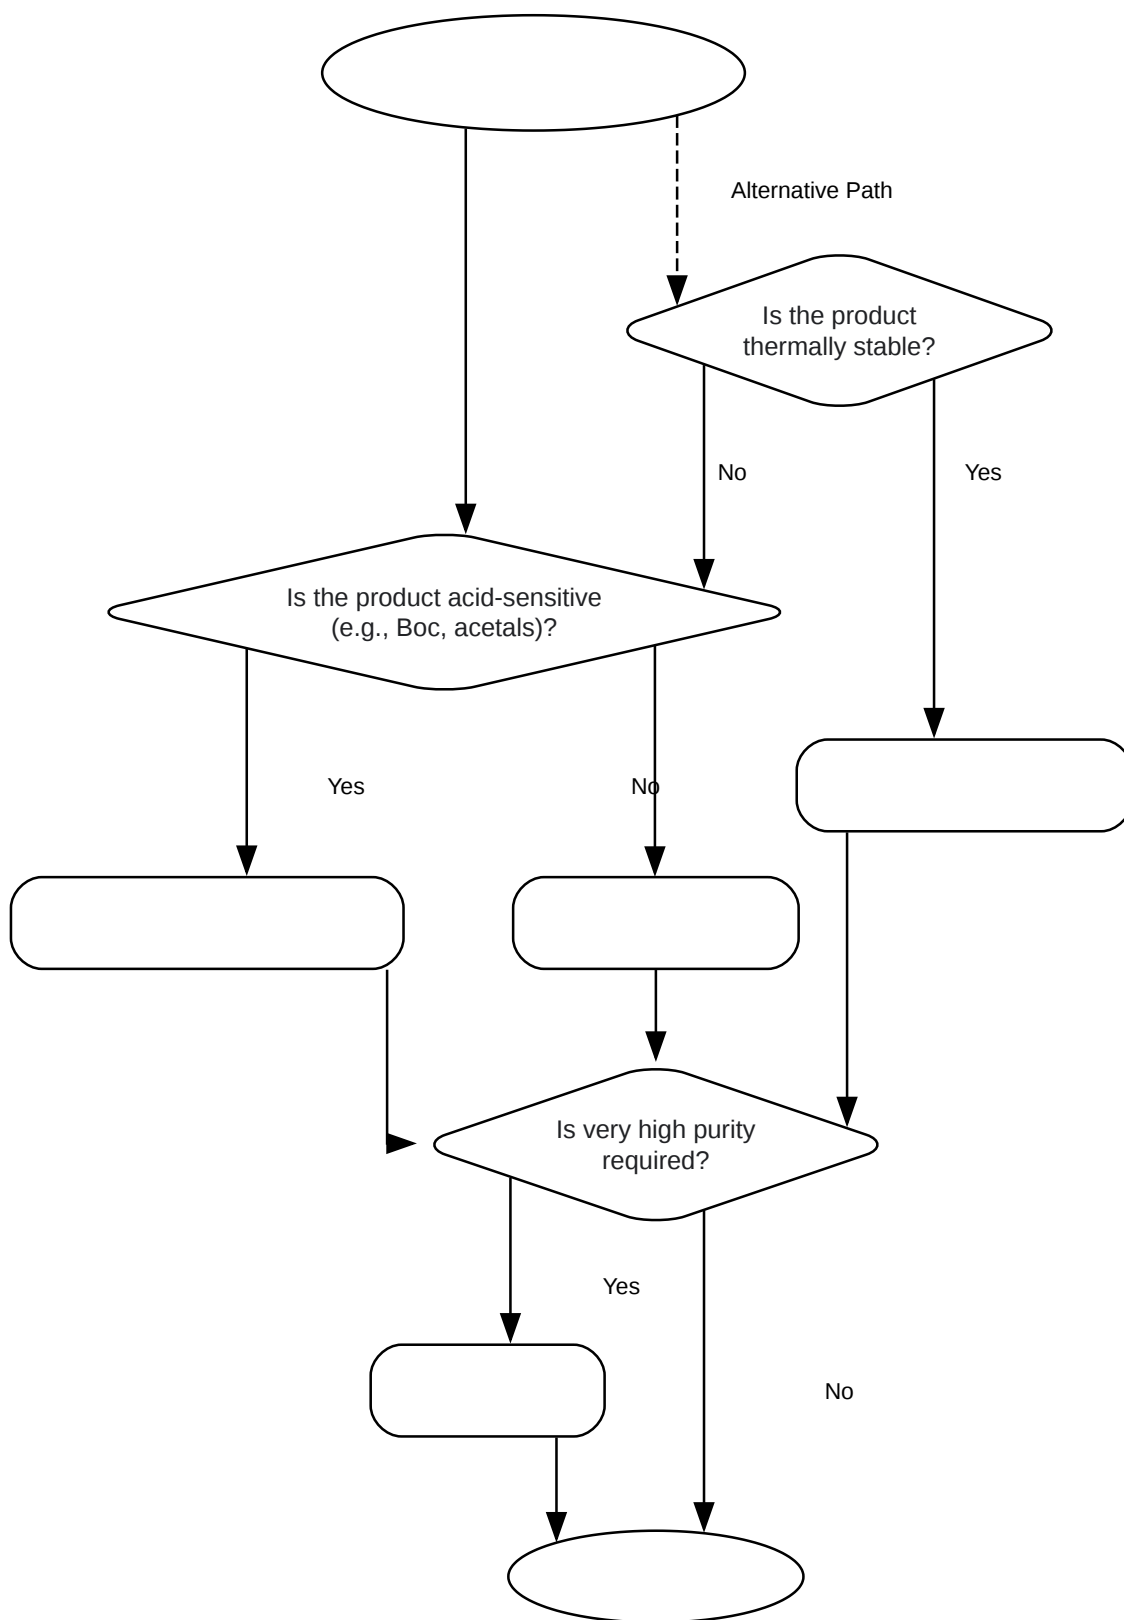 Alternative Path
Is the product
thermally stable?
No
Yes
Is the product acid-sensitive
(e.g., Boc, acetals)?
Yes
No
Is very high purity
required?
Yes
No